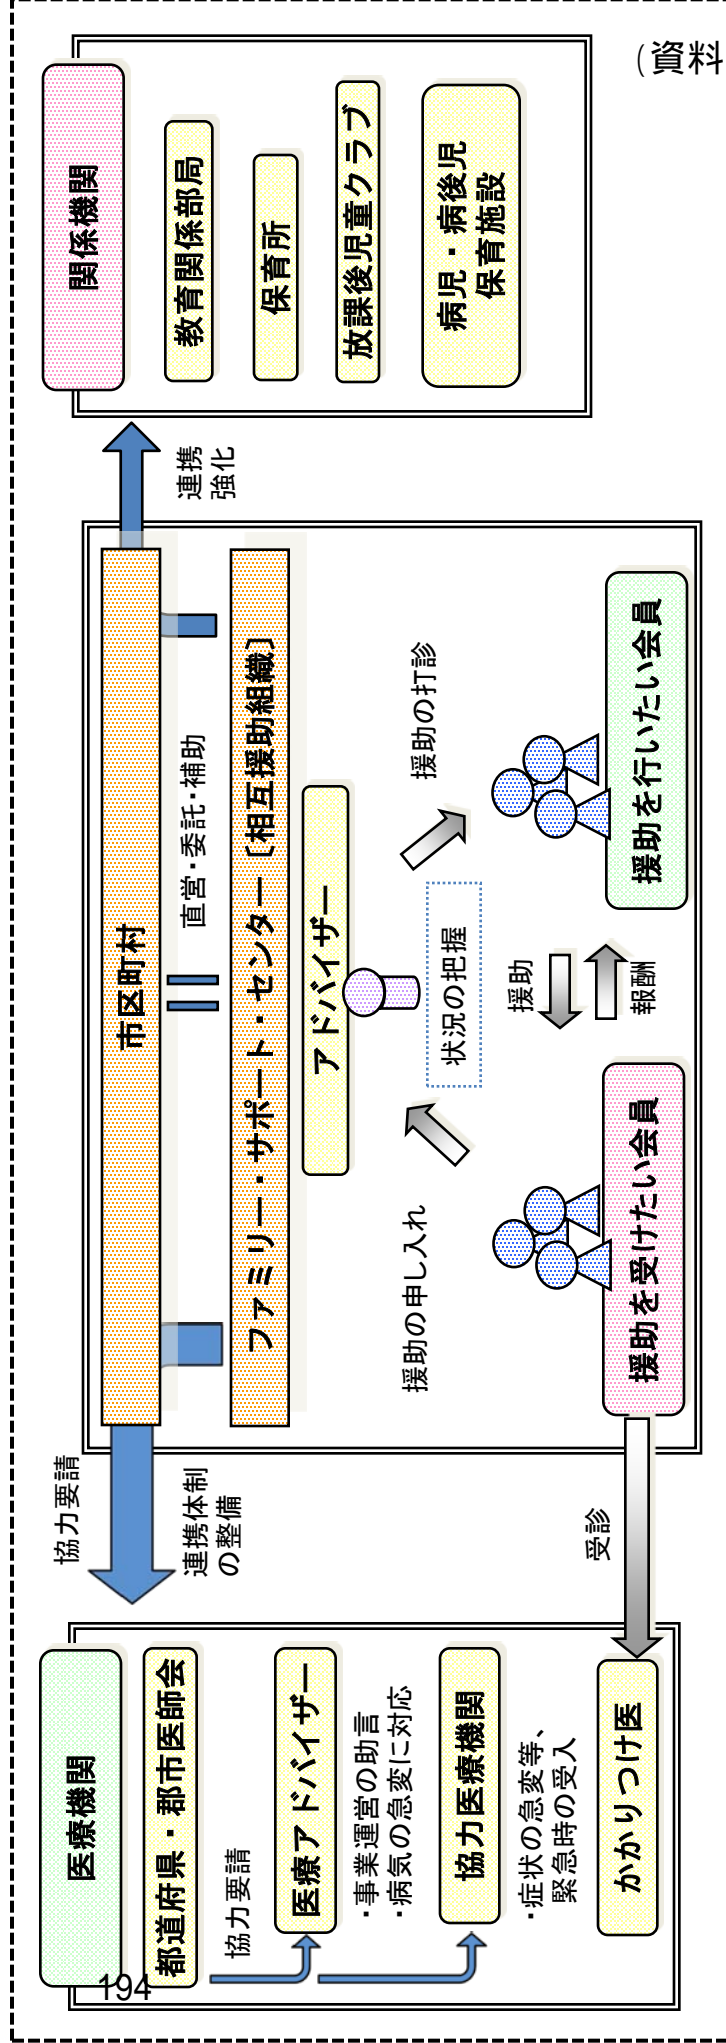 医療機関
都道府県・郡市医師会
協力要請
医療アドバイザー
・事業運営の助言
・病気の急変に対応
協力医療機関
・症状の急変等、
緊急時の受入
かかりつけ医
協力要請
連携体制
の整備
受診
市区町村
直営・委託・補助
ファミリー・サポート・センター［相互援助組織］
アドバイザー
状況の把握
援助の申し入れ
援助の打診
援助
報酬
援助を受けたい会員
援助を行いたい会員
連携
強化
関係機関
教育関係部局
保育所
放課後児童クラブ
病児・病後児
保育施設
(資料
194